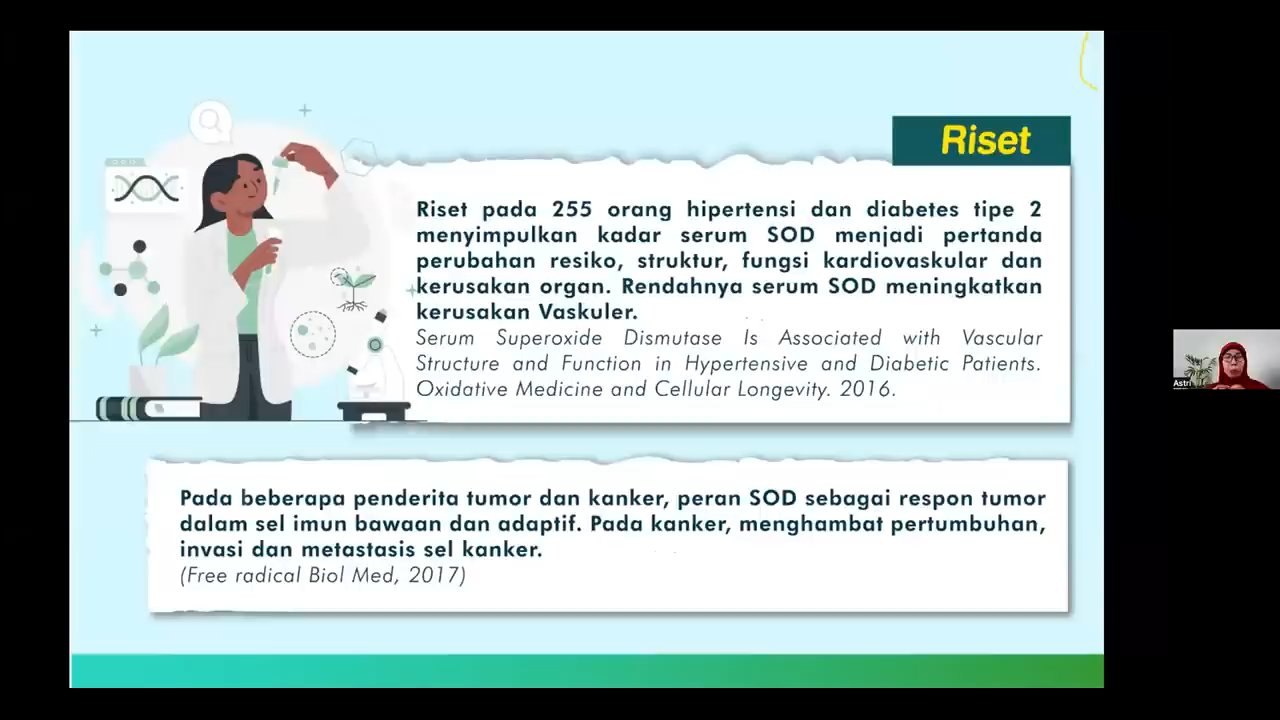 Riset
Riset pada 255 orang hipertensi dan diabetes tipe 2
menyimpulkan kadar serum SOD menjadi pertanda
perubahan resiko, struktur, fungsi kardiovaskular dan
kerusakan organ. Rendahnya serum SOD meningkatkan
kerusakan Vaskuler.
Serum Superoxide Dismutase Is Associated with Vascular
Structure and Function in Hypertensive and Diabetic Patients.
Oxidative Medicine and Cellular Longevity. 2016.
Astri
Pada beberapa penderita tumor dan kanker, peran SOD sebagai respon tumor
dalam sel imun bawaan dan adaptif. Pada kanker, menghambat pertumbuhan,
invasi dan metastasis sel kanker.
(Free radical Biol Med, 2017)